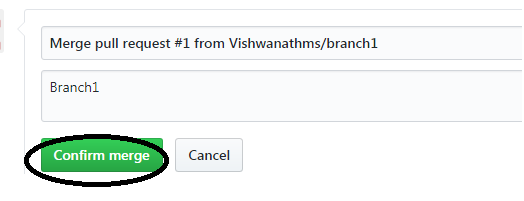 Merge pull request #1 from Vishwanathms/branch1
Branch1
Confirm merge Cancel